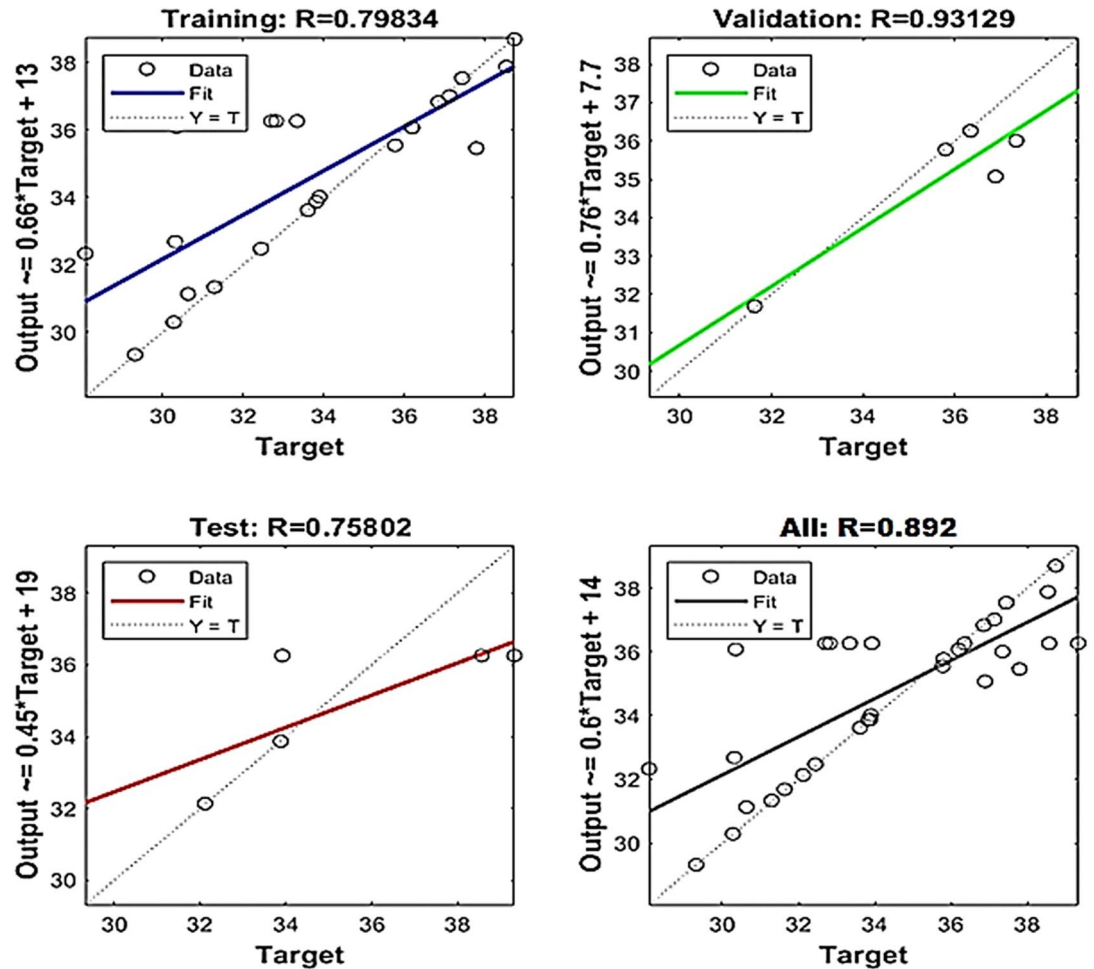 Training: R=0.79834
Output ~= 0.66*Target + 13
38
36
34
32
30
Data
Fit
Y = T
30 32 34 36 38
Target
Validation: R=0.93129
Output ~= 0.76*Target + 7.7
38
37
36
35
34
33
32
31
30
Data
Fit
Y = T
30 32 34 36 38
Target
Test: R=0.75802
Output ~= 0.45*Target + 19
38
36
34
32
30
Data
Fit
Y = T
30 32 34 36 38
Target
All: R=0.892
Output ~= 0.6*Target + 14
38
36
34
32
30
Data
Fit
Y = T
30 32 34 36 38
Target